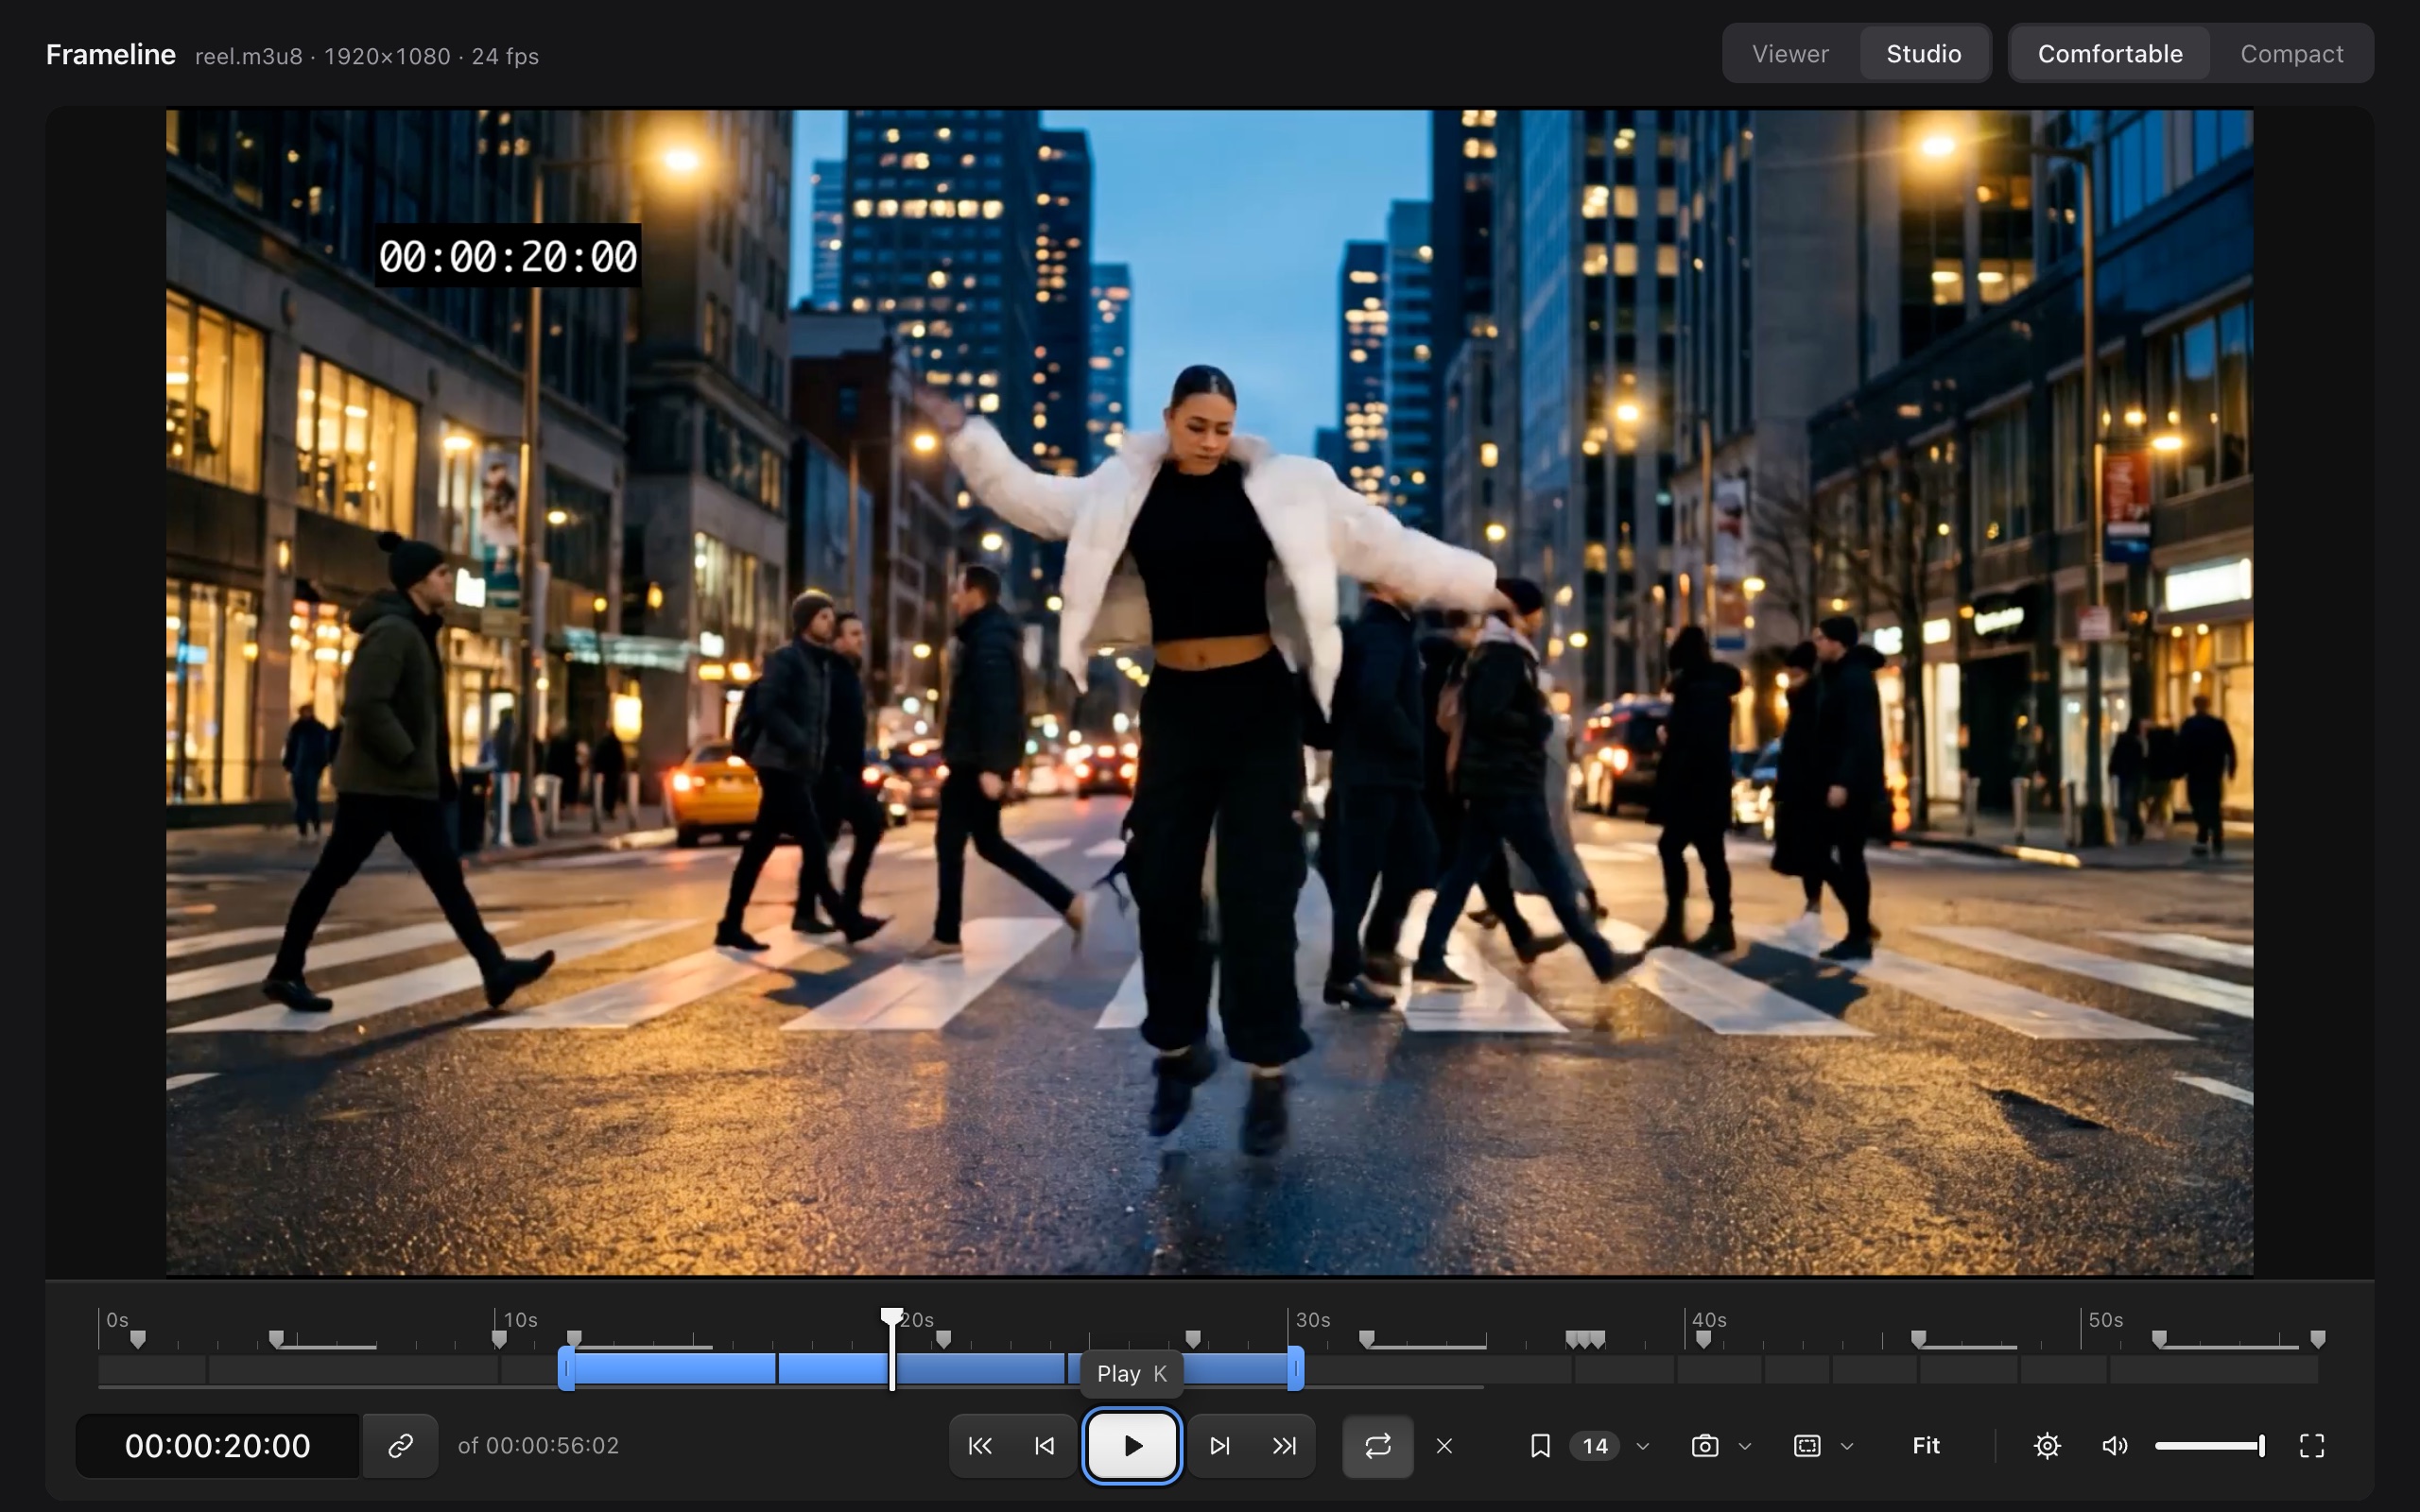 Frameline reel.m3u8 · 1920×1080 · 24 fps
Viewer Studio Comfortable Compact
00:00:20:00
0s 10s 20s 30s 40s 50s
Play K
00:00:20:00 of 00:00:56:02 14 Fit